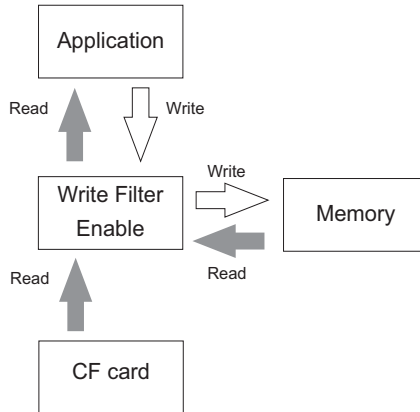 Application
Read
Write
Write
Write Filter
Enable
Memory
Read
Read
CF card